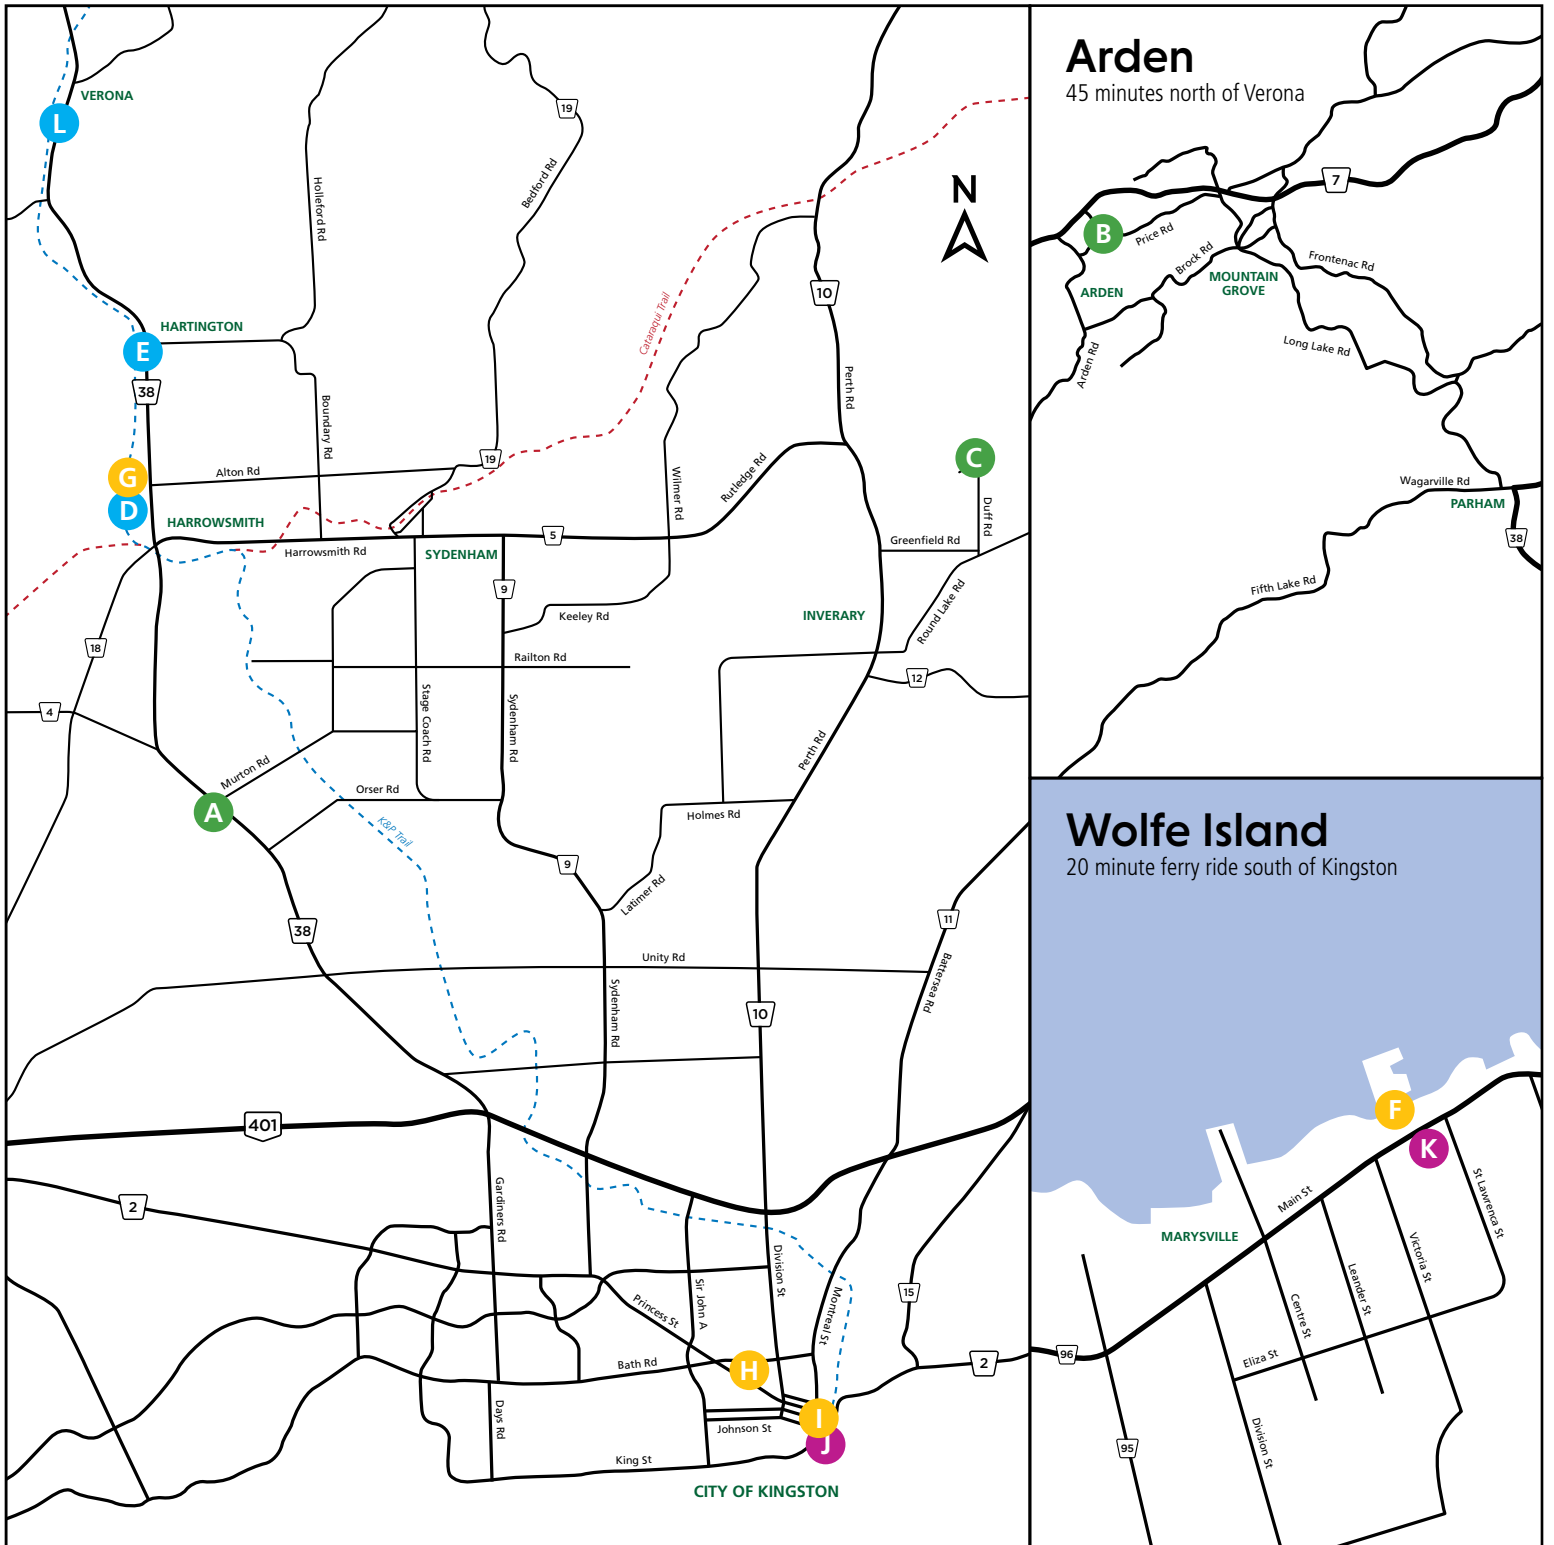 VERONA
L
19
Bedford Rd
Holleford Rd
N
10
Cataraqui Trail
HARTINGTON
E
38
Perth Rd
Boundary Rd
G
Alton Rd
19
Wilmer Rd
Rutledge Rd
C
Duff Rd
D
HARROWSMITH
Harrowsmith Rd
SYDENHAM
5
Greenfield Rd
9
Keeley Rd
INVERARY
Round Lake Rd
18
Railton Rd
12
4
Stage Coach Rd
Sydenham Rd
Perth Rd
Murton Rd
Orser Rd
A
K&P Trail
Holmes Rd
9
Latimer Rd
38
11
Unity Rd
Battersea Rd
Sydenham Rd
10
401
2
Gardiners Rd
Division St
Sir John A
Princess St
Montreal St
15
Bath Rd
H
2
Days Rd
I
Johnson St
J
King St
CITY OF KINGSTON
Arden
45 minutes north of Verona
7
B
Price Rd
Brock Rd
Frontenac Rd
ARDEN
MOUNTAIN
GROVE
Long Lake Rd
Arden Rd
Wagarville Rd
PARHAM
38
Fifth Lake Rd
Wolfe Island
20 minute ferry ride south of Kingston
F
K
St Lawrenca St
Main St
MARYSVILLE
Victoria St
Leander St
Centre St
96
Eliza St
Division St
95